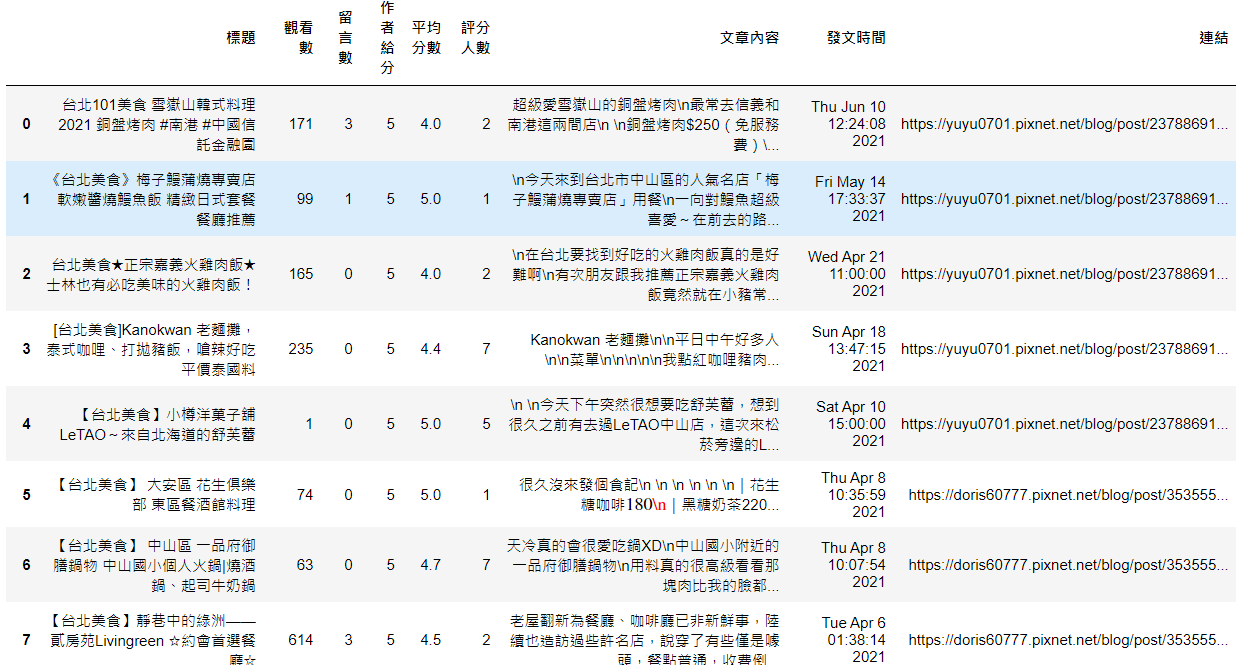 標題 觀看數 留言數 作者給分 平均分數 評分人數 文章內容 發文時間 連結
0 台北101美食 雪嶽山韓式料理2021 銅盤烤肉 #南港 #中國信託金融園 171 3 5 4.0 2 超級愛雪嶽山的銅盤烤肉\n最常去信義和南港這兩間店\n \n銅盤烤肉$250（免服務費）\... Thu Jun 10 12:24:08 2021 https://yuyu0701.pixnet.net/blog/post/23788691...
1 《台北美食》梅子鰻蒲燒專賣店 軟嫩醬燒鰻魚飯 精緻日式套餐餐廳推薦 99 1 5 5.0 1 \n今天來到台北市中山區的人氣名店「梅子鰻蒲燒專賣店」用餐\n一向對鰻魚超級喜愛～在前去的路... Fri May 14 17:33:37 2021 https://yuyu0701.pixnet.net/blog/post/23788691...
2 台北美食★正宗嘉義火雞肉飯★士林也有必吃美味的火雞肉飯！ 165 0 5 4.0 2 \n在台北要找到好吃的火雞肉飯真的是好難啊\n有次朋友跟我推薦正宗嘉義火雞肉飯竟然就在小豬常... Wed Apr 21 11:00:00 2021 https://yuyu0701.pixnet.net/blog/post/23788691...
3 [台北美食]Kanokwan 老麵攤，泰式咖哩、打拋豬飯，嗆辣好吃平價泰國料 235 0 5 4.4 7 Kanokwan 老麵攤\n\n平日中午好多人\n\n菜單\n\n\n\n\n我點紅咖哩豬肉... Sun Apr 18 13:47:15 2021 https://yuyu0701.pixnet.net/blog/post/23788691...
4 【台北美食】小樽洋菓子舖LeTAO～來自北海道的舒芙蕾 1 0 5 5.0 5 \n \n今天下午突然很想要吃舒芙蕾，想到很久之前有去過LeTAO中山店，這次來松菸旁邊的L... Sat Apr 10 15:00:00 2021 https://yuyu0701.pixnet.net/blog/post/23788691...
5 【台北美食】 大安區 花生俱樂部 東區餐酒館料理 74 0 5 5.0 1 很久沒來發個食記\n \n \n \n \n \n｜花生糖咖啡180\n｜黑糖奶茶220... Thu Apr 8 10:35:59 2021 https://doris60777.pixnet.net/blog/post/353555...
6 【台北美食】 中山區 一品府御膳鍋物 中山國小個人火鍋|燒酒鍋、起司牛奶鍋 63 0 5 4.7 7 天冷真的會很愛吃鍋XD\n中山國小附近的一品府御膳鍋物\n用料真的很高級看看那塊肉比我的臉都... Thu Apr 8 10:07:54 2021 https://doris60777.pixnet.net/blog/post/353555...
7 【台北美食】靜巷中的綠洲——貳房苑Livingreen ☆約會首選餐廳☆ 614 3 5 4.5 2 老屋翻新為餐廳、咖啡廳已非新鮮事，陸續也造訪過些許名店，說穿了有些僅是噱頭，餐點普通，收費倒... Tue Apr 6 01:38:14 2021 https://doris60777.pixnet.net/blog/post/353555...